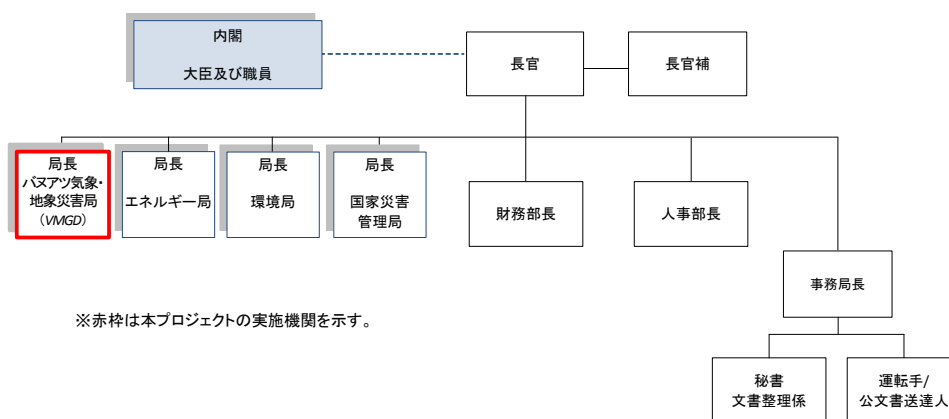 内閣
大臣及び職員
長官
長官補
局長
バヌアツ気象・
地象災害局
（VMGD）
局長
エネルギー局
局長
環境局
局長
国家災害
管理局
財務部長
人事部長
事務局長
※赤枠は本プロジェクトの実施機関を示す。
秘書
文書整理係
運転手/
公文書送達人